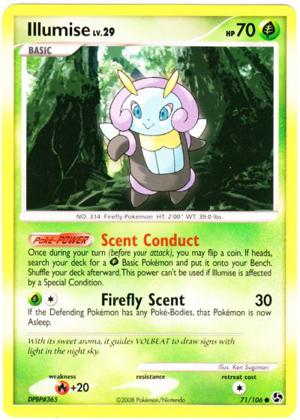 Illumise LV.29 HP 70
BASIC
NO. 314 Firefly Pokémon HT: 2'00" WT: 39.0 lbs.
Poké-POWER Scent Conduct
Once during your turn (before your attack), you may flip a coin. If heads,
search your deck for a Basic Pokémon and put it onto your Bench.
Shuffle your deck afterward. This power can't be used if Illumise is affected
by a Special Condition.
Firefly Scent 30
If the Defending Pokémon has any Poké-Bodies, that Pokémon is now
Asleep.
With its sweet aroma, it guides VOLBEAT to draw signs
with light in the night sky.
Illus. Ken Sugimori
weakness resistance retreat cost
+20
DPBP#365 ©2008 Pokémon/Nintendo 71/106